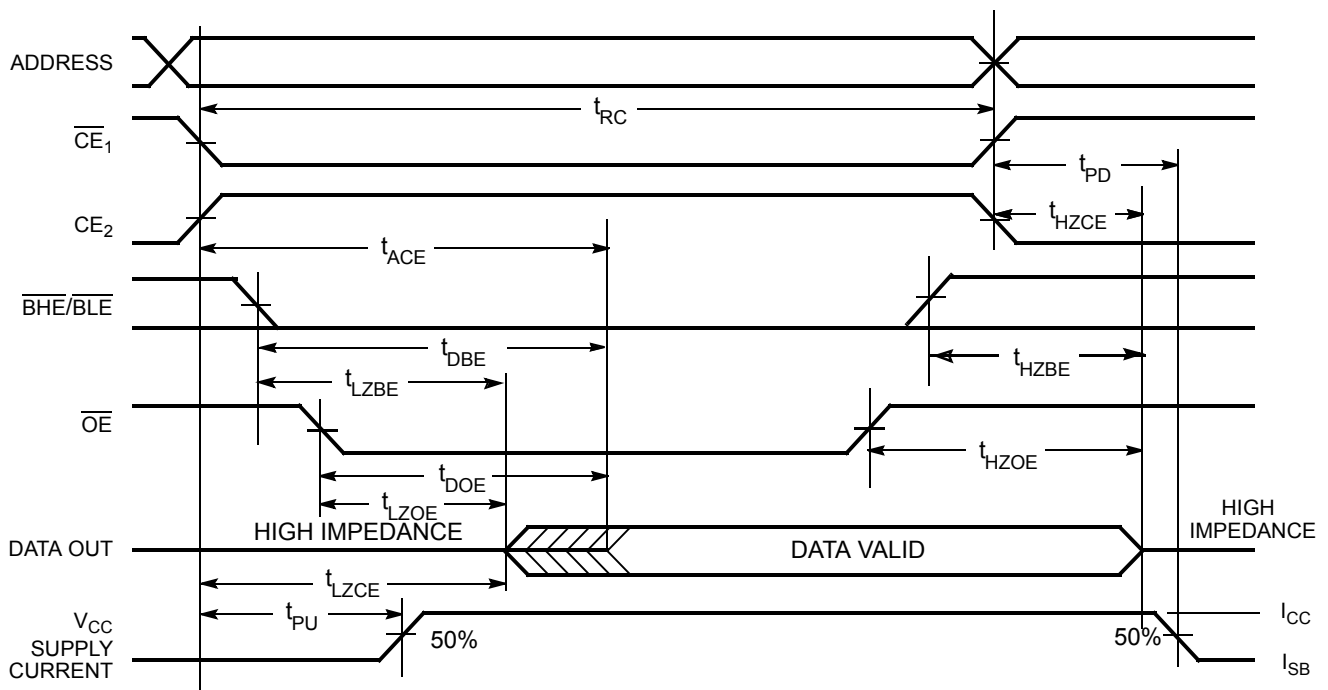 ADDRESS
tRC
CE1
tPD
CE2
tHZCE
tACE
BHE/BLE
tDBE
tHZBE
tLZBE
OE
tHZOE
tDOE
tLZOE
HIGH IMPEDANCE
HIGH
IMPEDANCE
DATA OUT
DATA VALID
tLZCE
tPU
VCC
SUPPLY
CURRENT
50%
50%
ICC
ISB